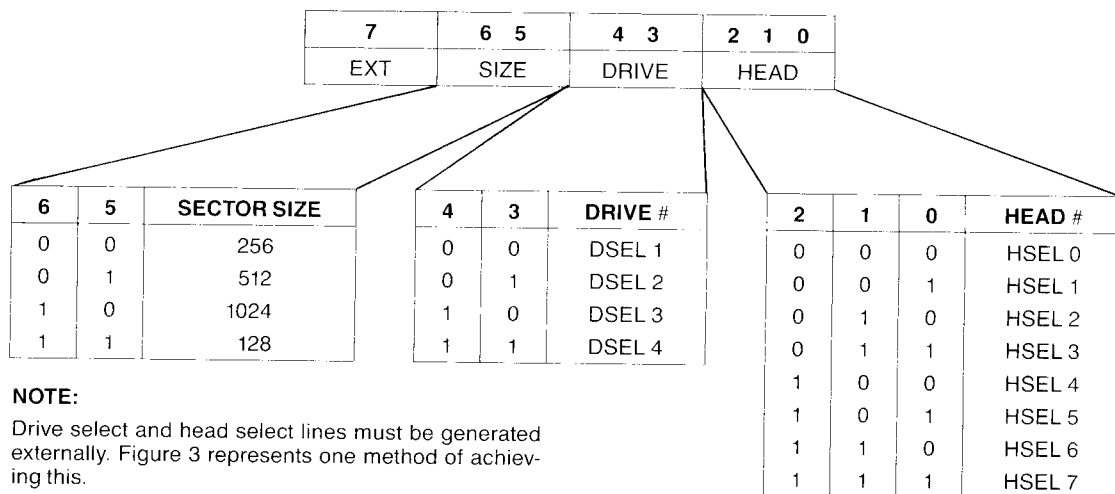 7 6 5 4 3 2 1 0
EXT SIZE DRIVE HEAD
6 5 SECTOR SIZE
0 0 256
0 1 512
1 0 1024
1 1 128
4 3 DRIVE #
0 0 DSEL 1
0 1 DSEL 2
1 0 DSEL 3
1 1 DSEL 4
2 1 0 HEAD #
0 0 0 HSEL 0
0 0 1 HSEL 1
0 1 0 HSEL 2
0 1 1 HSEL 3
1 0 0 HSEL 4
1 0 1 HSEL 5
1 1 0 HSEL 6
1 1 1 HSEL 7
NOTE:
Drive select and head select lines must be generated
externally. Figure 3 represents one method of achiev-
ing this.